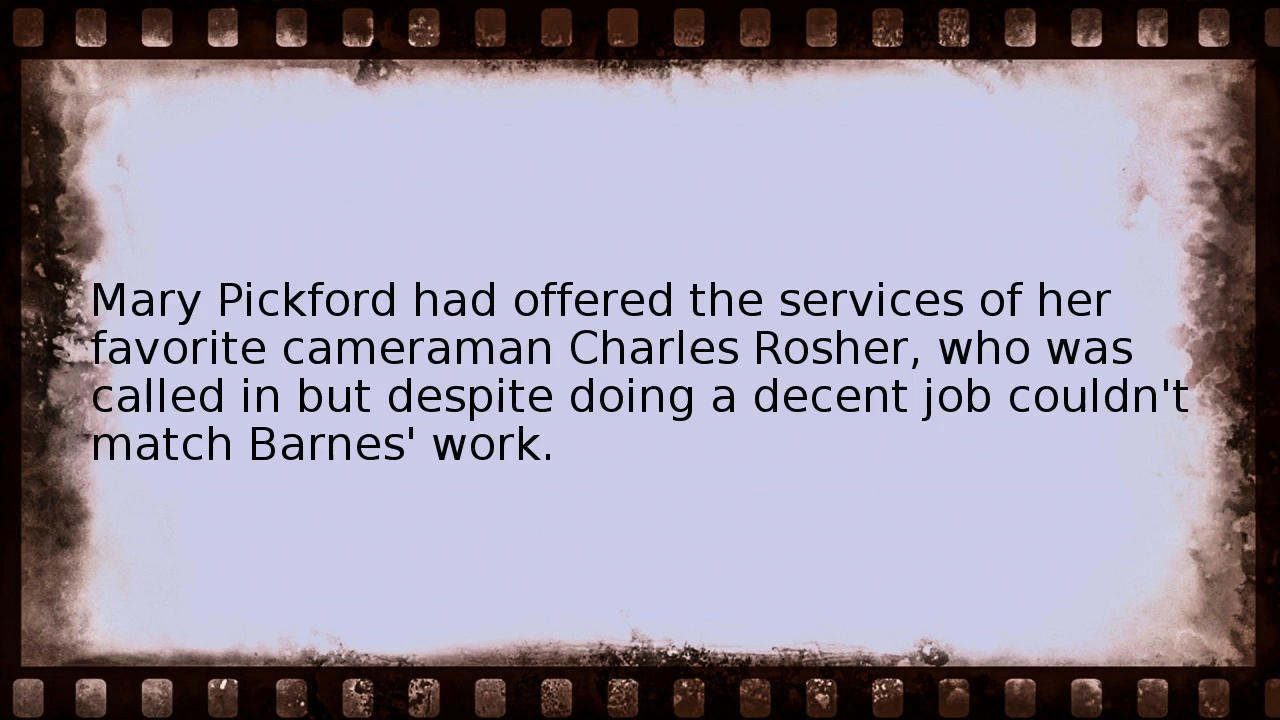 Mary Pickford had offered the services of her
favorite cameraman Charles Rosher, who was
called in but despite doing a decent job couldn't
match Barnes' work.